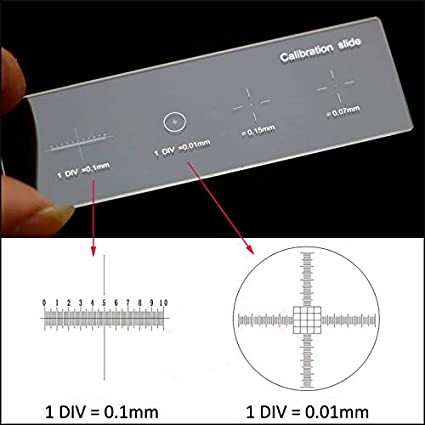 Calibration slide
1 DIV =0.1mm
1 DIV =0.01mm
=0.15mm
=0.07mm
0 1 2 3 4 5 6 7 8 9 10
1 DIV = 0.1mm
1 DIV = 0.01mm